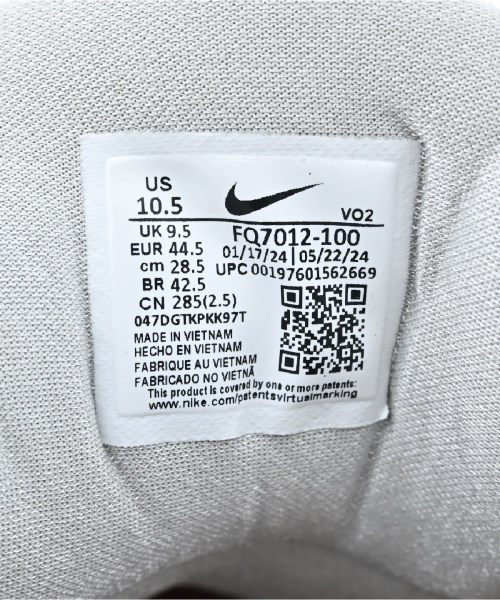 US
10.5
VO2
UK 9.5
FQ7012-100
EUR 44.5
01/17/24 | 05/22/24
cm 28.5
UPC 00197601562669
BR 42.5
CN 285(2.5)
047DGTKPKK97T
MADE IN VIETNAM
HECHO EN VIETNAM
FABRIQUE AU VIETNAM
FABRICADO NO VIETNÃ
This product is covered by one or more patents:
www.nike.com/patentsvirtualmarking